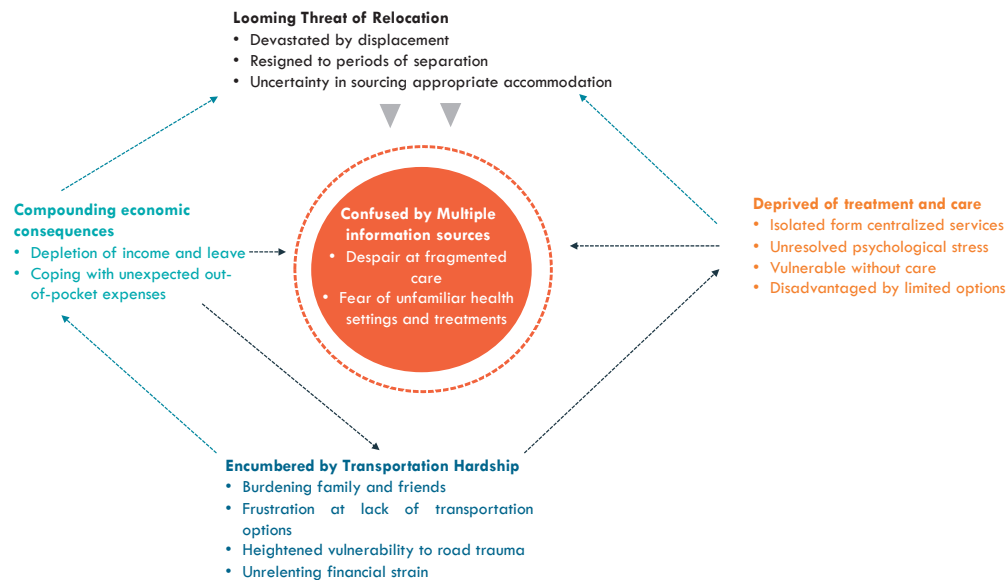 Looming Threat of Relocation
• Devastated by displacement
• Resigned to periods of separation
• Uncertainty in sourcing appropriate accommodation
Compounding economic
consequences
• Depletion of income and leave
• Coping with unexpected out-
of-pocket expenses
Confused by Multiple
information sources
• Despair at fragmented
care
• Fear of unfamiliar health
settings and treatments
Deprived of treatment and care
• Isolated form centralized services
• Unresolved psychological stress
• Vulnerable without care
• Disadvantaged by limited options
Encumbered by Transportation Hardship
• Burdening family and friends
• Frustration at lack of transportation
options
• Heightened vulnerability to road trauma
• Unrelenting financial strain